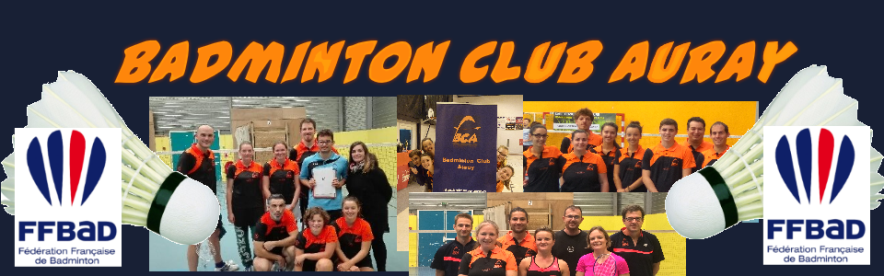 BADMINTON CLUB AURAY
FFBaD
Fédération Française
de Badminton
BCA
Badminton Club
Auray
FFBaD
Fédération Française
de Badminton